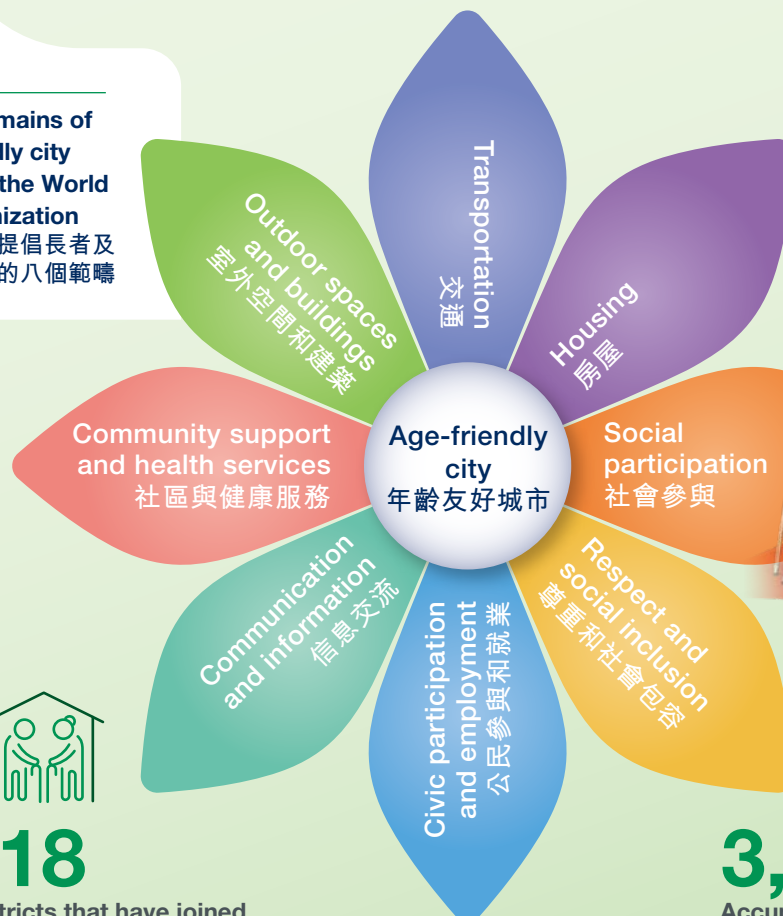 mains of
lly city
the World
nization
提倡長者及
的八個範疇
Transportation
交通
Housing
房屋
Social
participation
社會參與
Respect and
social inclusion
尊重和社會包容
Civic participation
and employment
公民參與和就業
Communication
and information
信息交流
Community support
and health services
社區與健康服務
Outdoor spaces
and buildings
室外空間和建築
Age-friendly
city
年齡友好城市
18
tricts that have joined
3,
Accu